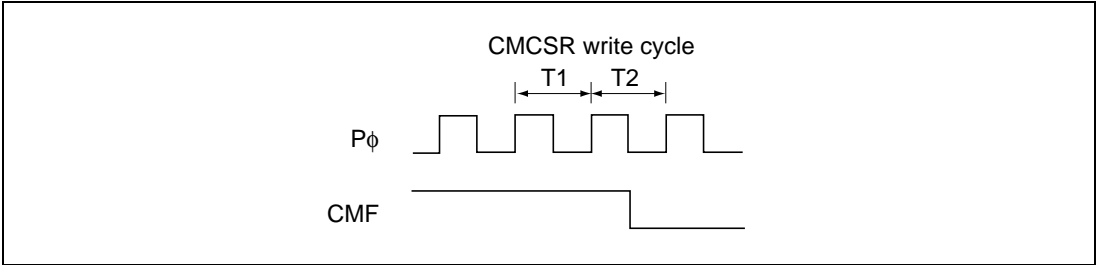 CMCSR write cycle
T1 T2
Pϕ
CMF